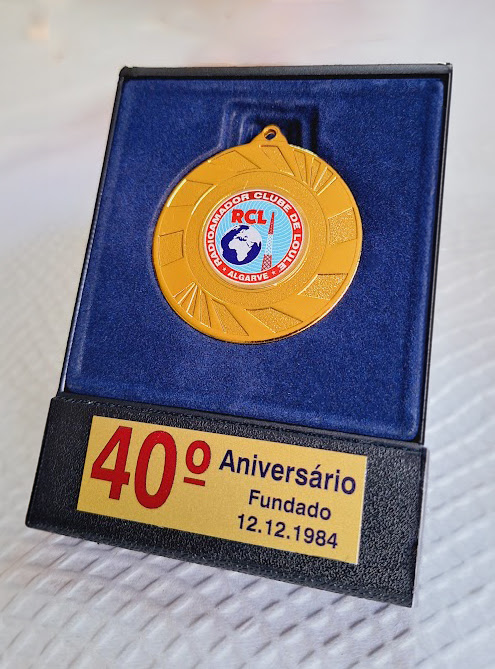 RADIOAMADOR CLUBE DE LOULÉ
RCL
ALGARVE
40º Aniversário
Fundado
12.12.1984